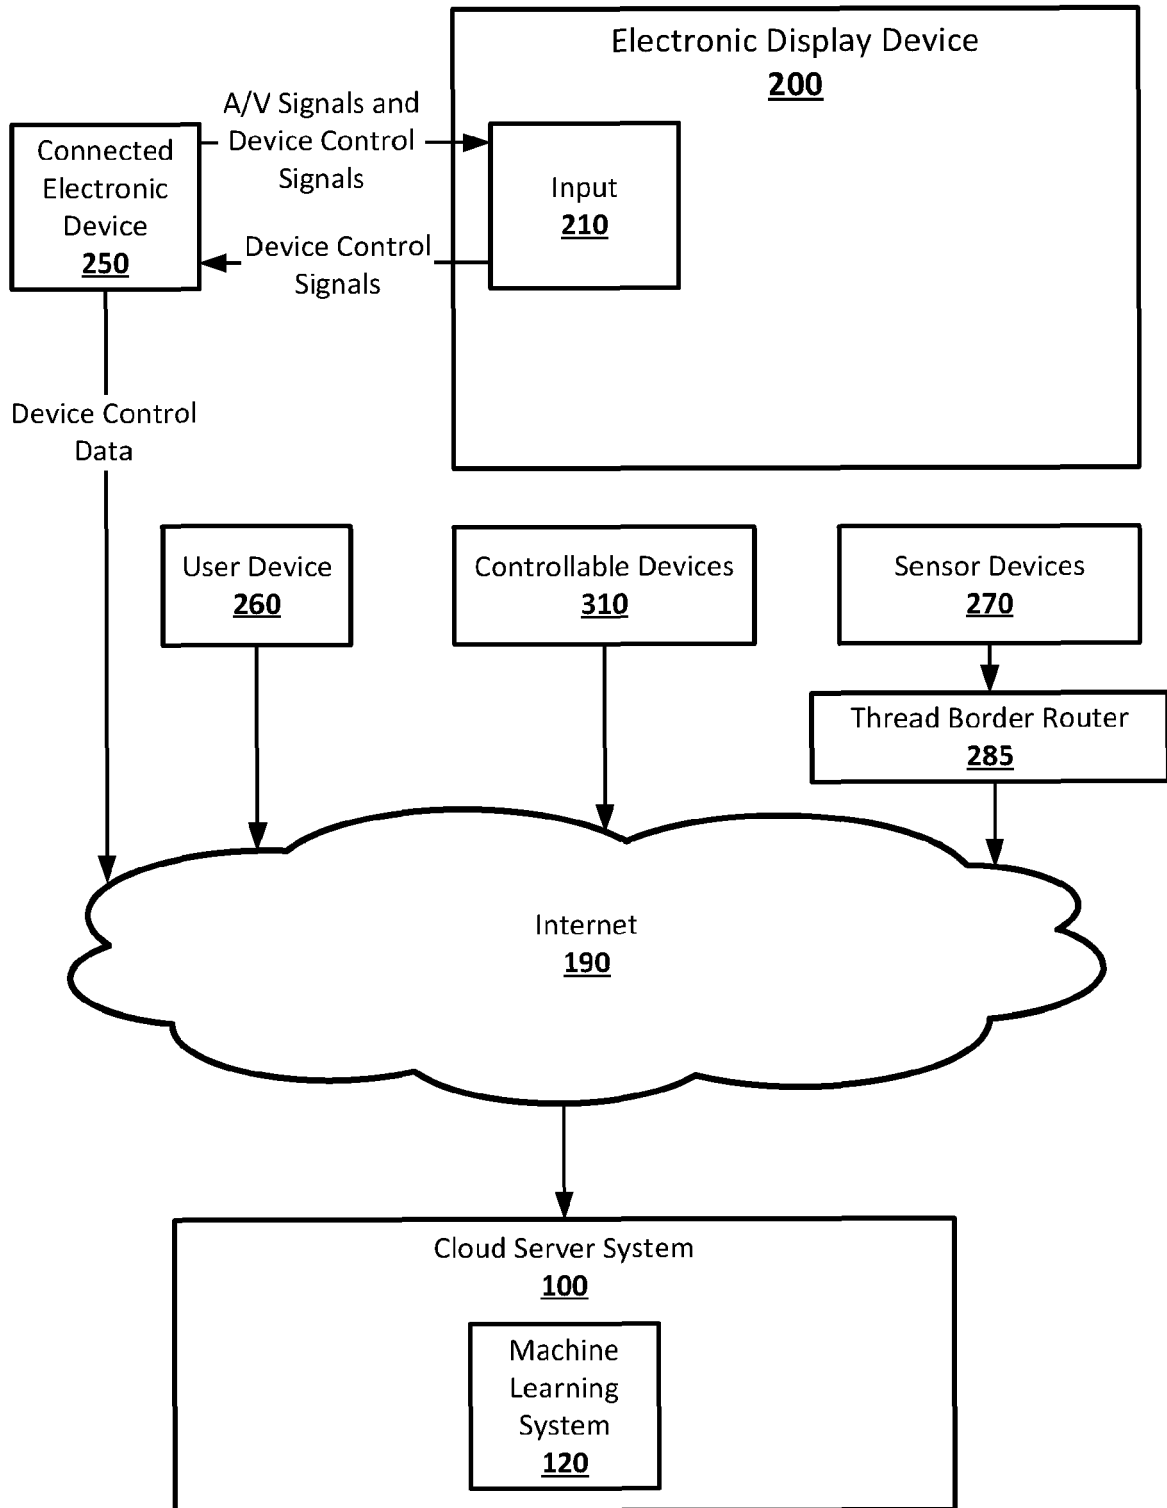 Electronic Display Device
200
A/V Signals and
Device Control
Signals
Connected
Electronic
Device
250
Input
210
Device Control
Signals
Device Control
Data
User Device
260
Controllable Devices
310
Sensor Devices
270
Thread Border Router
285
Internet
190
Cloud Server System
100
Machine
Learning
System
120